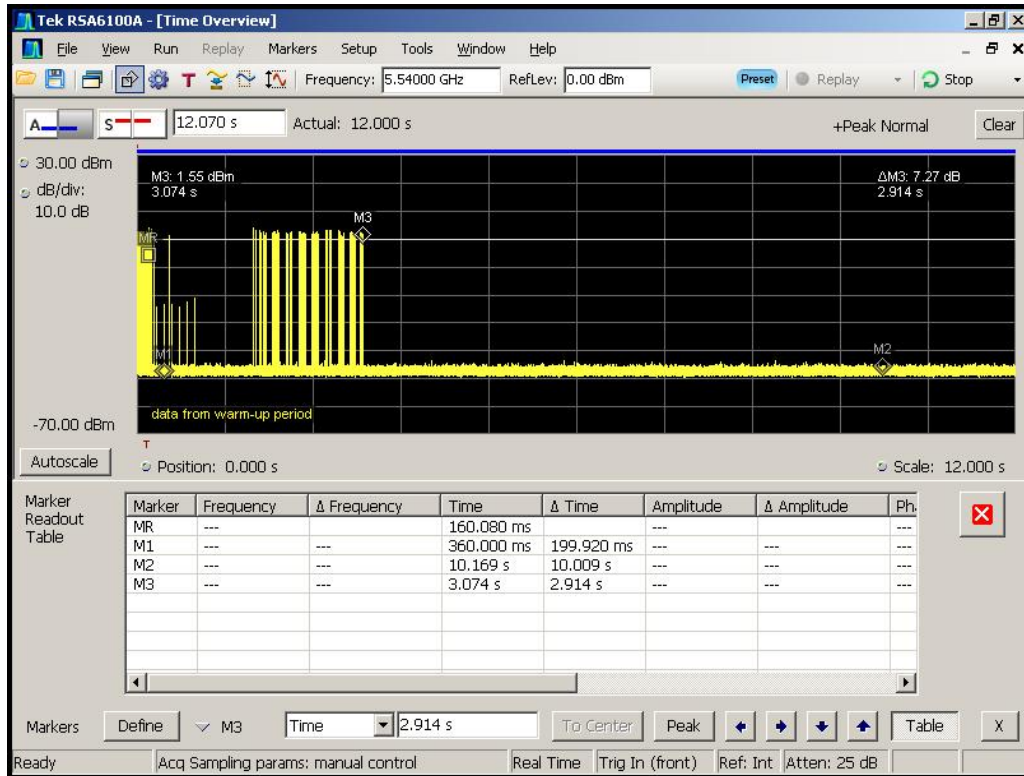 Tek RSA6100A - [Time Overview]
File View Run Replay Markers Setup Tools Window Help
T Frequency: 5.54000 GHz RefLev: 0.00 dBm Preset Replay Stop
A S 12.070 s Actual: 12.000 s +Peak Normal Clear
30.00 dBm
dB/div:
10.0 dB
M3: 1.55 dBm
3.074 s
ΔM3: 7.27 dB
2.914 s
M3
MR
M1
M2
data from warm-up period
-70.00 dBm
T
Autoscale Position: 0.000 s Scale: 12.000 s
Marker
Readout
Table
Marker Frequency Δ Frequency Time Δ Time Amplitude Δ Amplitude Ph
MR --- 160.080 ms --- ---
M1 --- --- 360.000 ms 199.920 ms --- --- ---
M2 --- --- 10.169 s 10.009 s --- --- ---
M3 --- --- 3.074 s 2.914 s --- --- ---
Markers Define M3 Time 2.914 s To Center Peak Table X
Ready Acq Sampling params: manual control Real Time Trig In (front) Ref: Int Atten: 25 dB